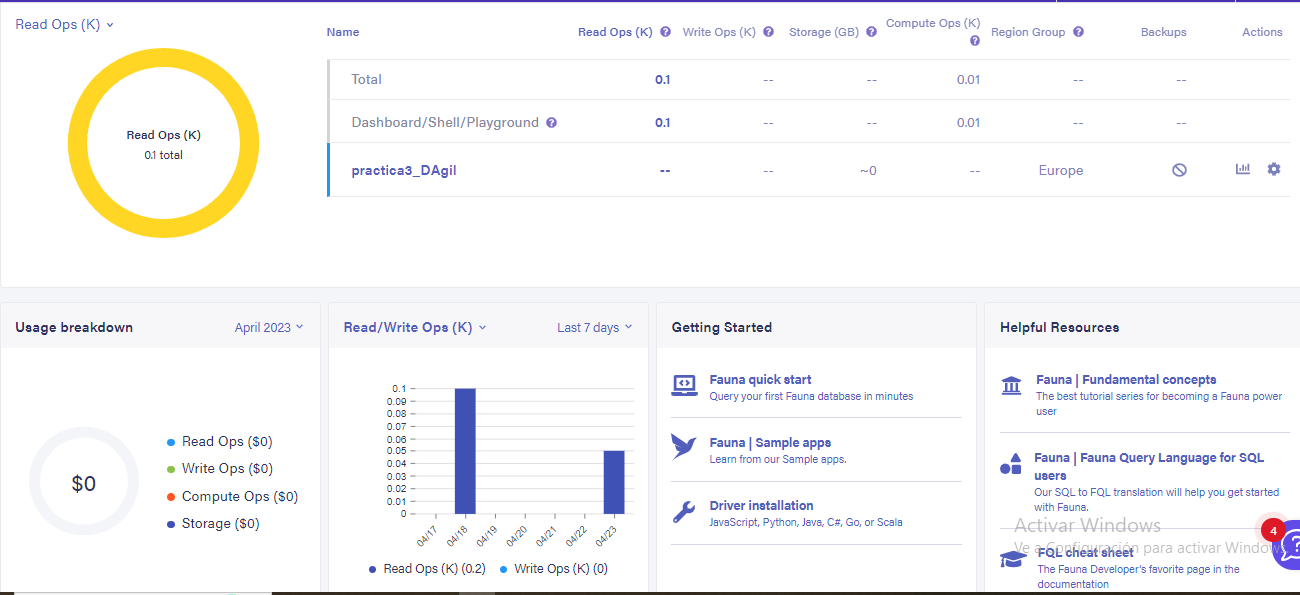 Read Ops (K)
Read Ops (K)
0.1 total
Name Read Ops (K) Write Ops (K) Storage (GB) Compute Ops (K) Region Group Backups Actions
Total 0.1 -- -- 0.01 -- --
Dashboard/Shell/Playground 0.1 -- -- 0.01 -- --
practica3_DAgil -- -- ~0 -- Europe
Usage breakdown April 2023
$0
Read Ops ($0)
Write Ops ($0)
Compute Ops ($0)
Storage ($0)
Read/Write Ops (K) Last 7 days
0.1
0.09
0.08
0.07
0.06
0.05
0.04
0.03
0.02
0.01
0
04/17 04/18 04/19 04/20 04/21 04/22 04/23
Read Ops (K) (0.2) Write Ops (K) (0)
Getting Started
Fauna quick start
Query your first Fauna database in minutes
Fauna | Sample apps
Learn from our Sample apps.
Driver installation
JavaScript, Python, Java, C#, Go, or Scala
Helpful Resources
Fauna | Fundamental concepts
The best tutorial series for becoming a Fauna power
user
Fauna | Fauna Query Language for SQL
users
Our SQL to FQL translation will help you get started
with Fauna.
Activar Windows
Ve a Configuración para activar Windows
4
FQL cheat sheet
The Fauna Developer's favorite page in the
documentation